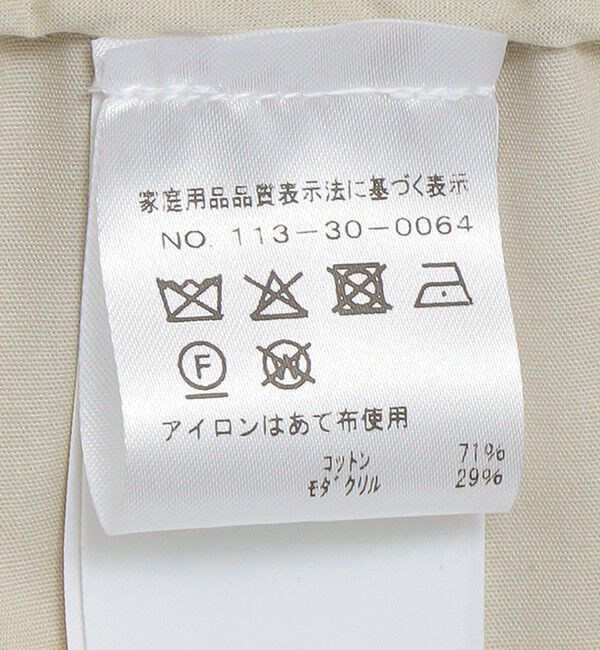 家庭用品品質表示法に基づく表示
NO. 113-30-0064
F W
アイロンはあて布使用
コットン 71%
モダクリル 29%